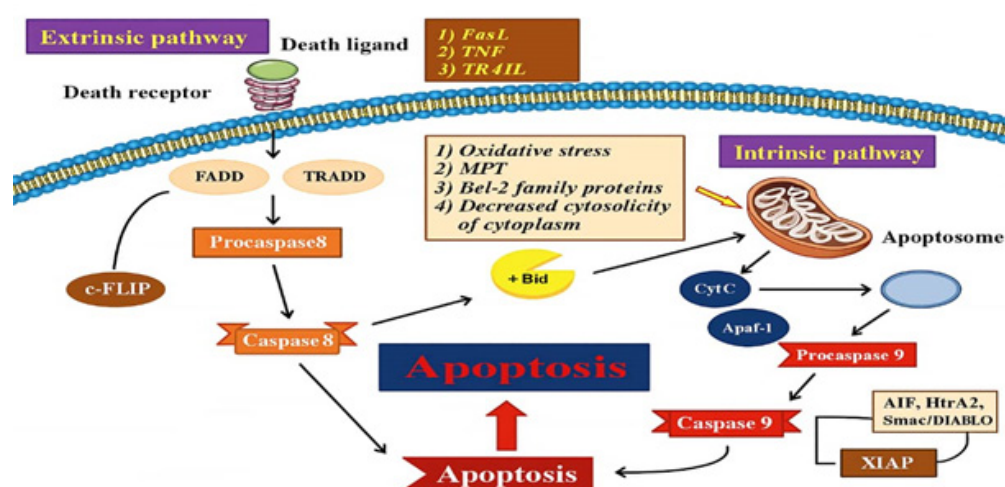 Extrinsic pathway
Death ligand
Death receptor
1) FasL
2) TNF
3) TR4IL
FADD
TRADD
Procaspase8
c-FLIP
Caspase 8
+ Bid
1) Oxidative stress
2) MPT
3) Bel-2 family proteins
4) Decreased cytosolicity
of cytoplasm
Intrinsic pathway
Apoptosome
CytC
Apaf-1
Procaspase 9
Caspase 9
AIF, HtrA2,
Smac/DIABLO
XIAP
Apoptosis
Apoptosis